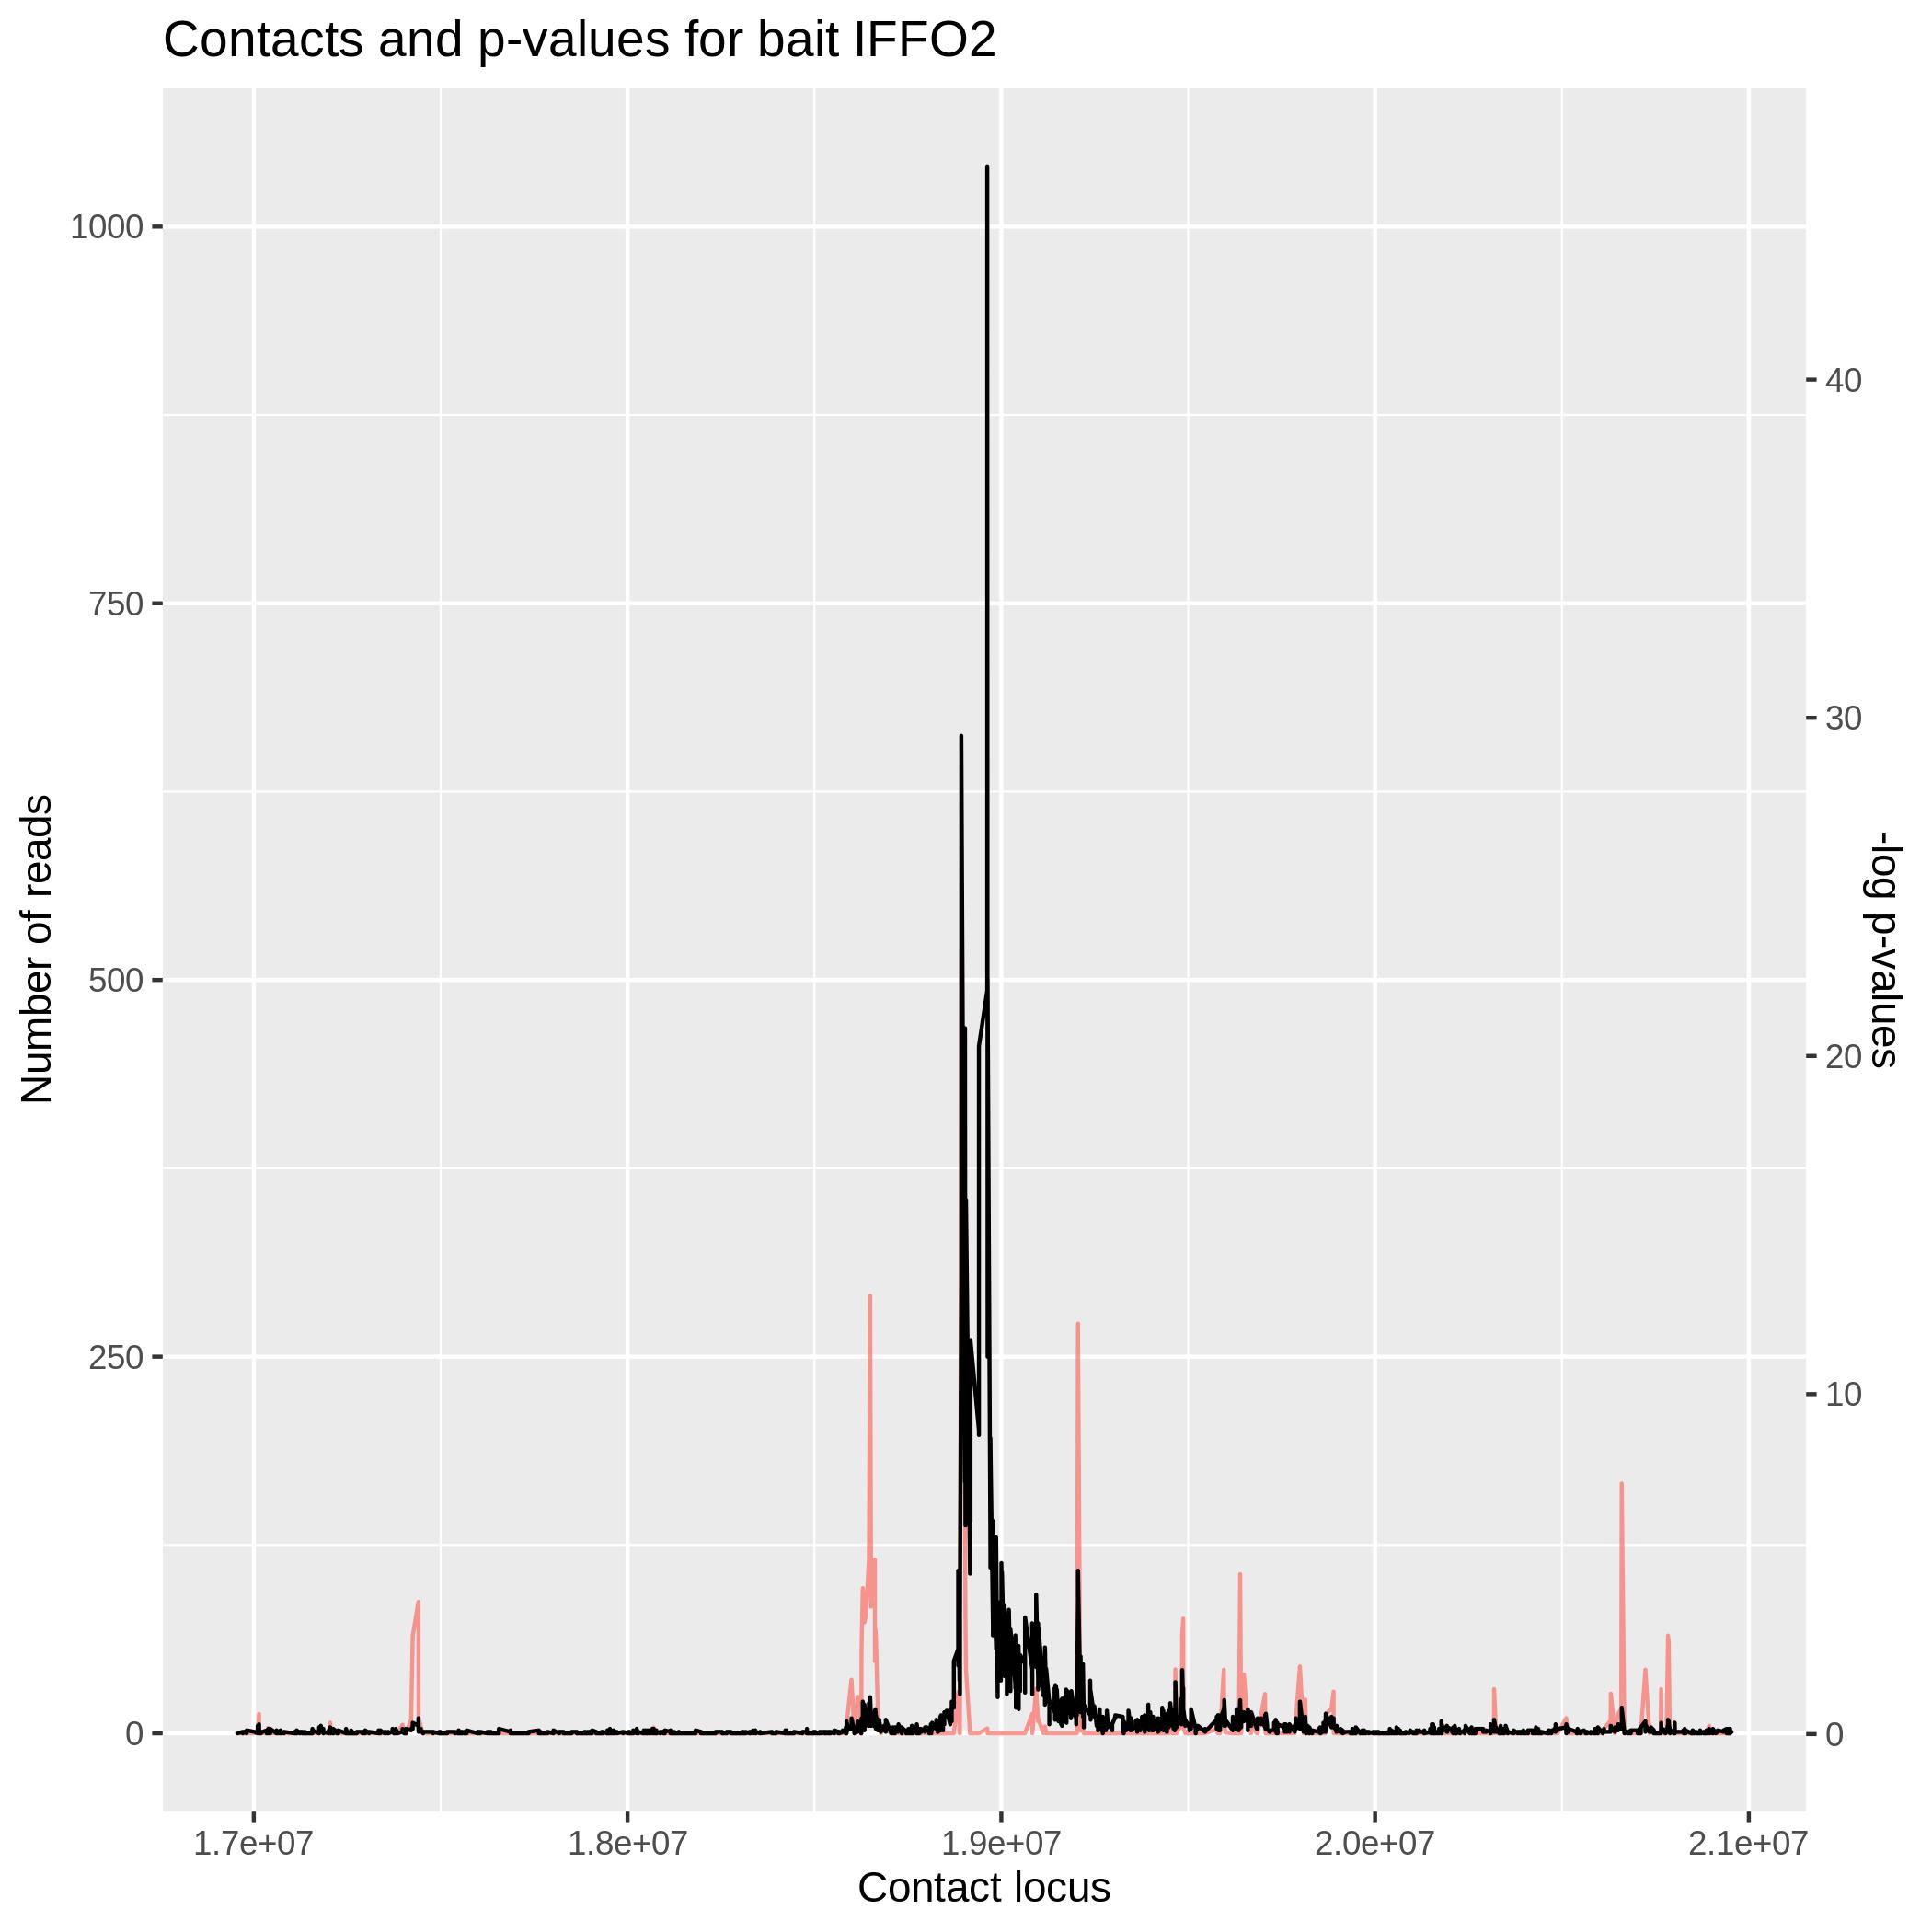 Contacts and p-values for bait IFFO2
Number of reads
1000
750
500
250
0
40
30
20
10
0
-log p-values
1.7e+07 1.8e+07 1.9e+07 2.0e+07 2.1e+07
Contact locus